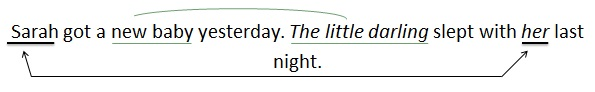 Sarah got a new baby yesterday. The little darling slept with her last
night.